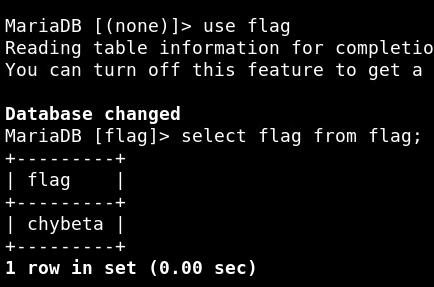 MariaDB [(none)]> use flag
Reading table information for completio
You can turn off this feature to get a
Database changed
MariaDB [flag]> select flag from flag;
+---------+
| flag    |
+---------+
| chybeta |
+---------+
1 row in set (0.00 sec)